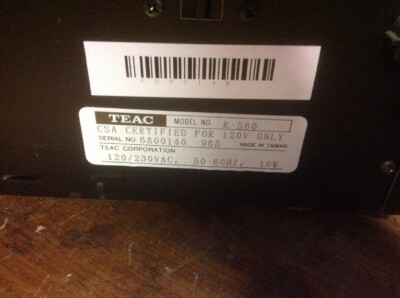 TEAC MODEL NO. R-560
CSA CERTIFIED FOR 120V ONLY
SERIAL NO. 6800140 963 MADE IN TAIWAN
TEAC CORPORATION
120/230VAC, 50-60HZ, 10W